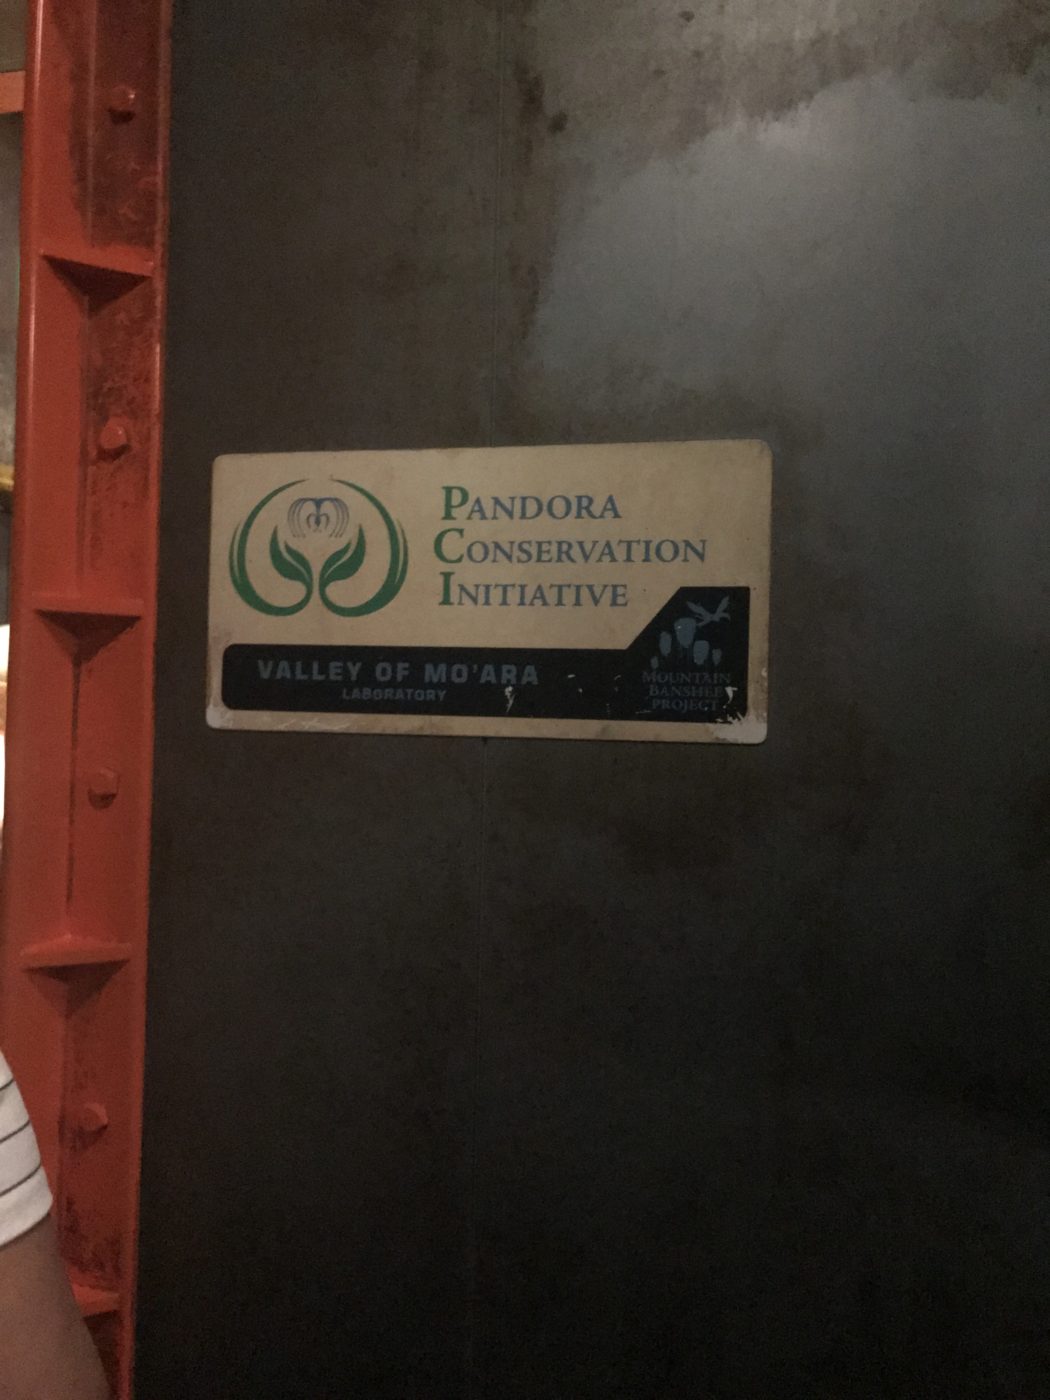 PANDORA
CONSERVATION
INITIATIVE
VALLEY OF MO'ARA
LABORATORY
MOUNTAIN
BANSHEE
PROJECT